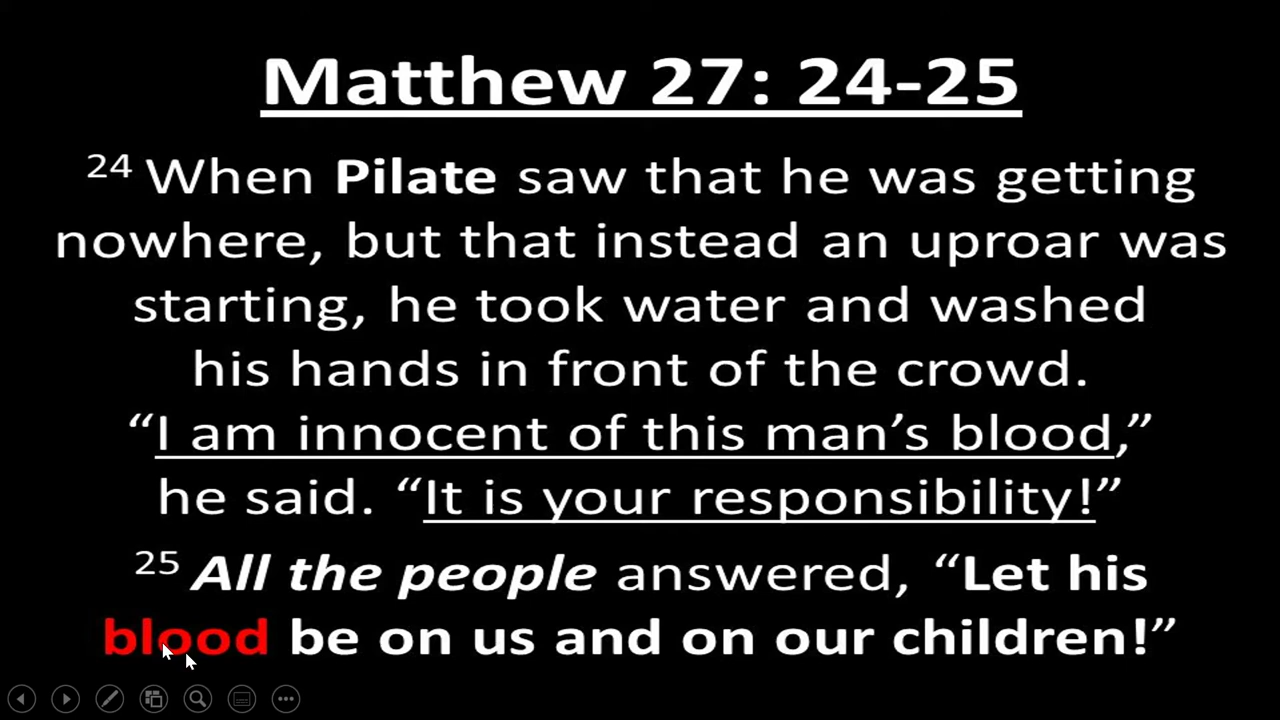 Matthew 27: 24-25
24 When Pilate saw that he was getting
nowhere, but that instead an uproar was
starting, he took water and washed
his hands in front of the crowd.
“I am innocent of this man’s blood,”
he said. “It is your responsibility!”
25 All the people answered, “Let his
blood be on us and on our children!”